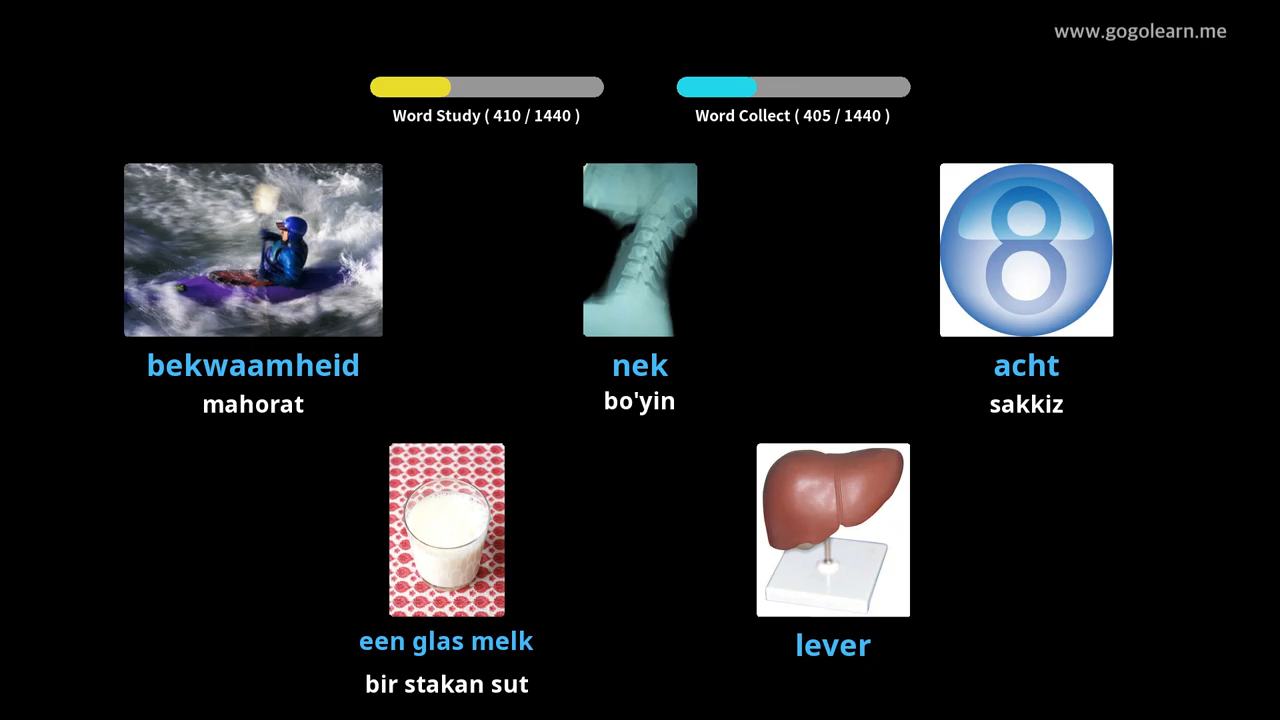 www.gogolearn.me
Word Study ( 410 / 1440 )
Word Collect ( 405 / 1440 )
bekwaamheid
mahorat
nek
bo'yin
8
acht
sakkiz
een glas melk
bir stakan sut
lever